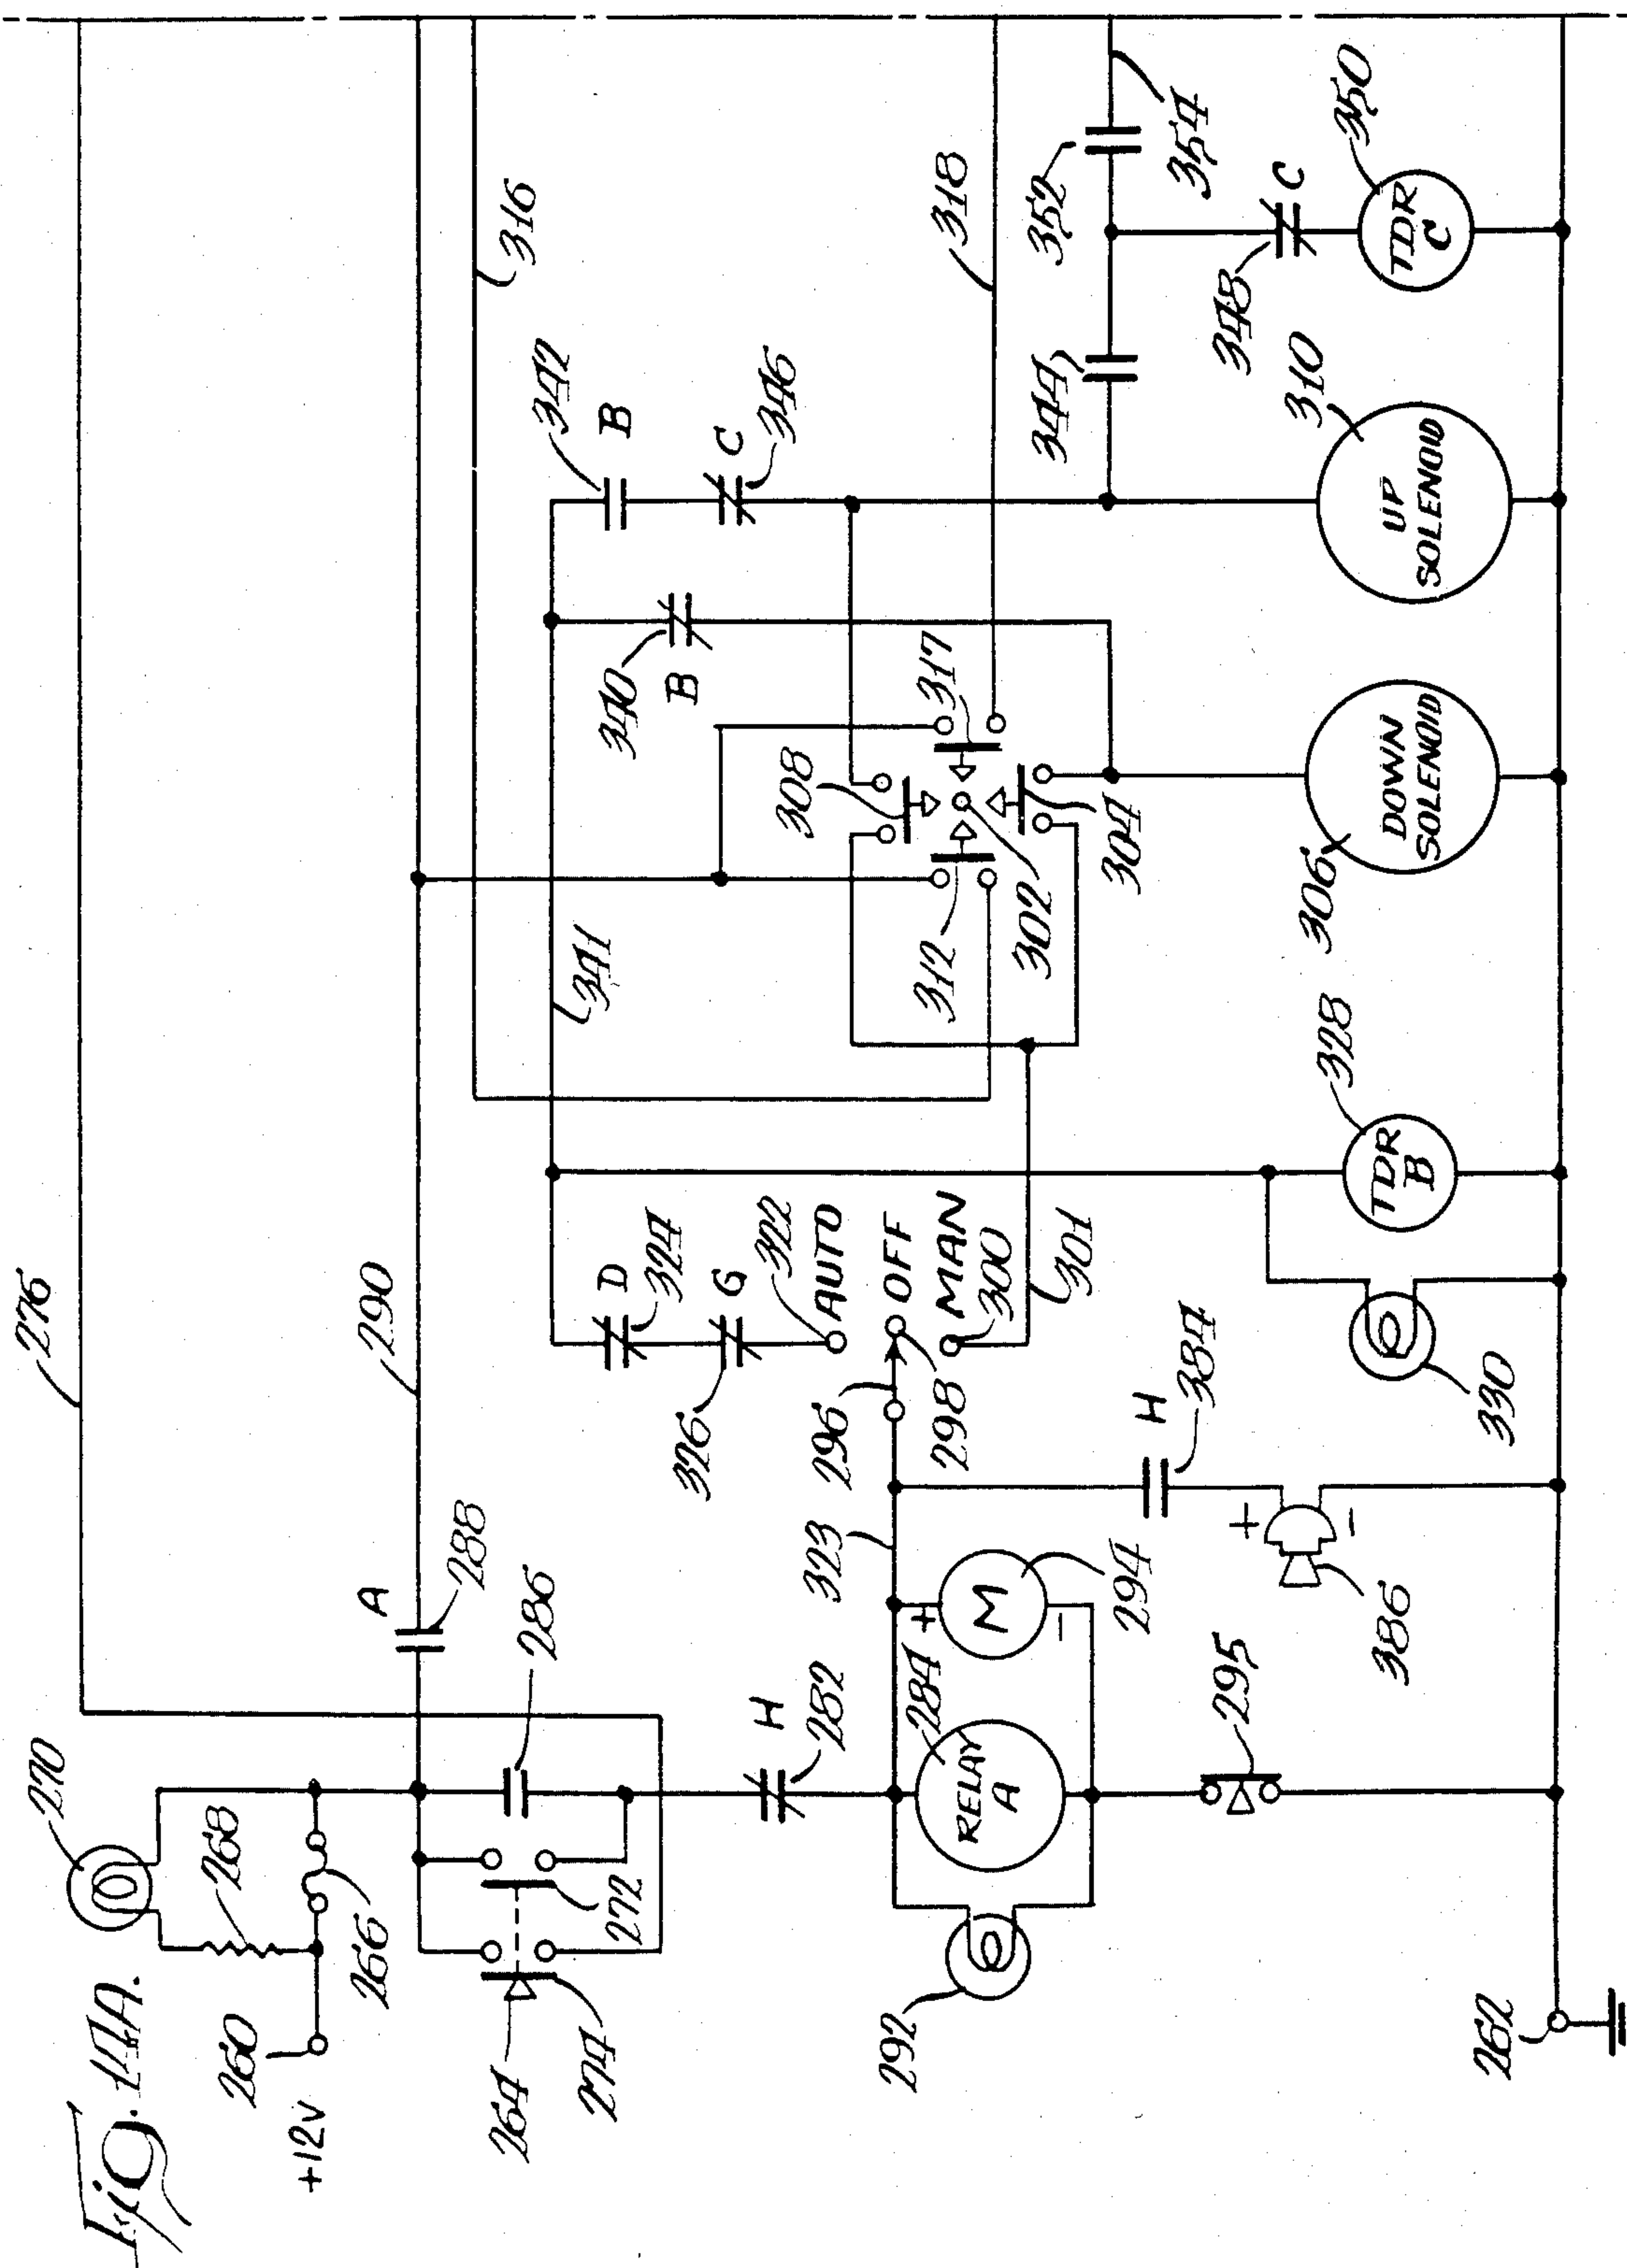 Fig. 14A.
+12V
260
270
268
266
264
274
272
276
A
288
286
290
H
282
292
RELAY
A
284
M
+
–
294
295
262
323
296
298
OFF
AUTO
322
MAN
300
301
D
324
G
326
H
384
+
–
386
330
TDR
B
328
341
316
312
302
308
317
304
318
340
B
342
B
C
346
DOWN
SOLENOID
306
UP
SOLENOID
310
344
352
354
348
C
TDR
C
350